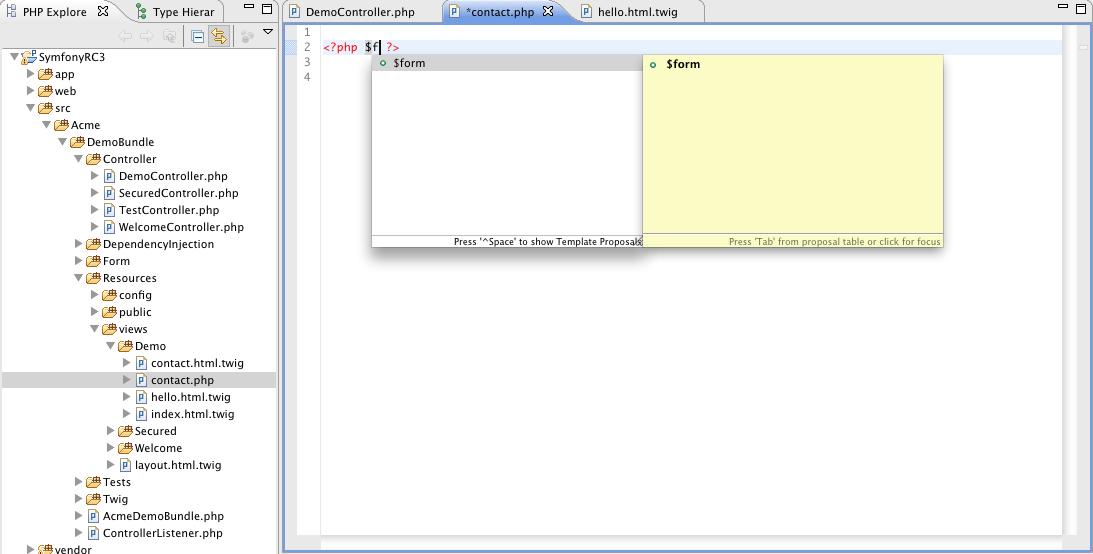 PHP Explore
Type Hierar
SymfonyRC3
app
web
src
Acme
DemoBundle
Controller
DemoController.php
SecuredController.php
TestController.php
WelcomeController.php
DependencyInjection
Form
Resources
config
public
views
Demo
contact.html.twig
contact.php
hello.html.twig
index.html.twig
Secured
Welcome
layout.html.twig
Tests
Twig
AcmeDemoBundle.php
ControllerListener.php
vendor
DemoController.php
*contact.php
hello.html.twig
1
2 <?php $f ?>
3
4
$form
Press '^Space' to show Template Proposals
$form
Press 'Tab' from proposal table or click for focus